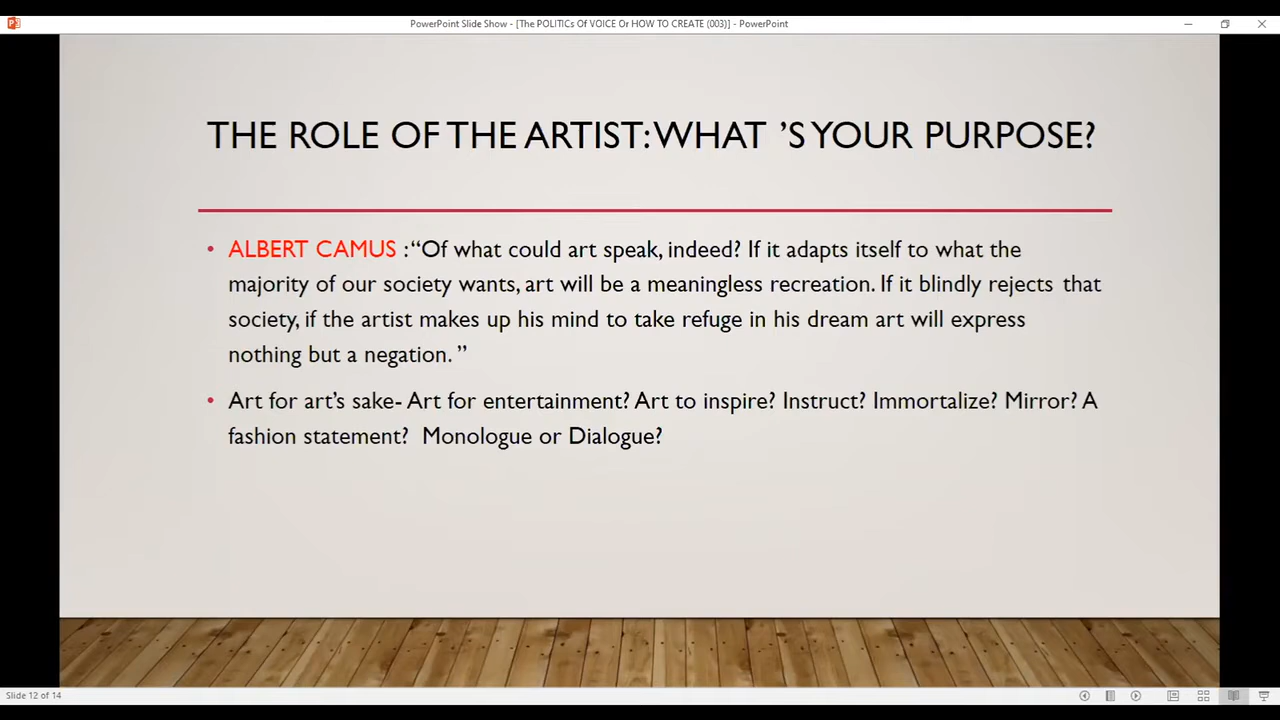 PowerPoint Slide Show - [The POLITICs Of VOICE Or HOW TO CREATE (003)] - PowerPoint
THE ROLE OF THE ARTIST: WHAT ’S YOUR PURPOSE?
• ALBERT CAMUS : “Of what could art speak, indeed? If it adapts itself to what the
majority of our society wants, art will be a meaningless recreation. If it blindly rejects that
society, if the artist makes up his mind to take refuge in his dream art will express
nothing but a negation. ”
• Art for art’s sake- Art for entertainment? Art to inspire? Instruct? Immortalize? Mirror? A
fashion statement? Monologue or Dialogue?
Slide 12 of 14